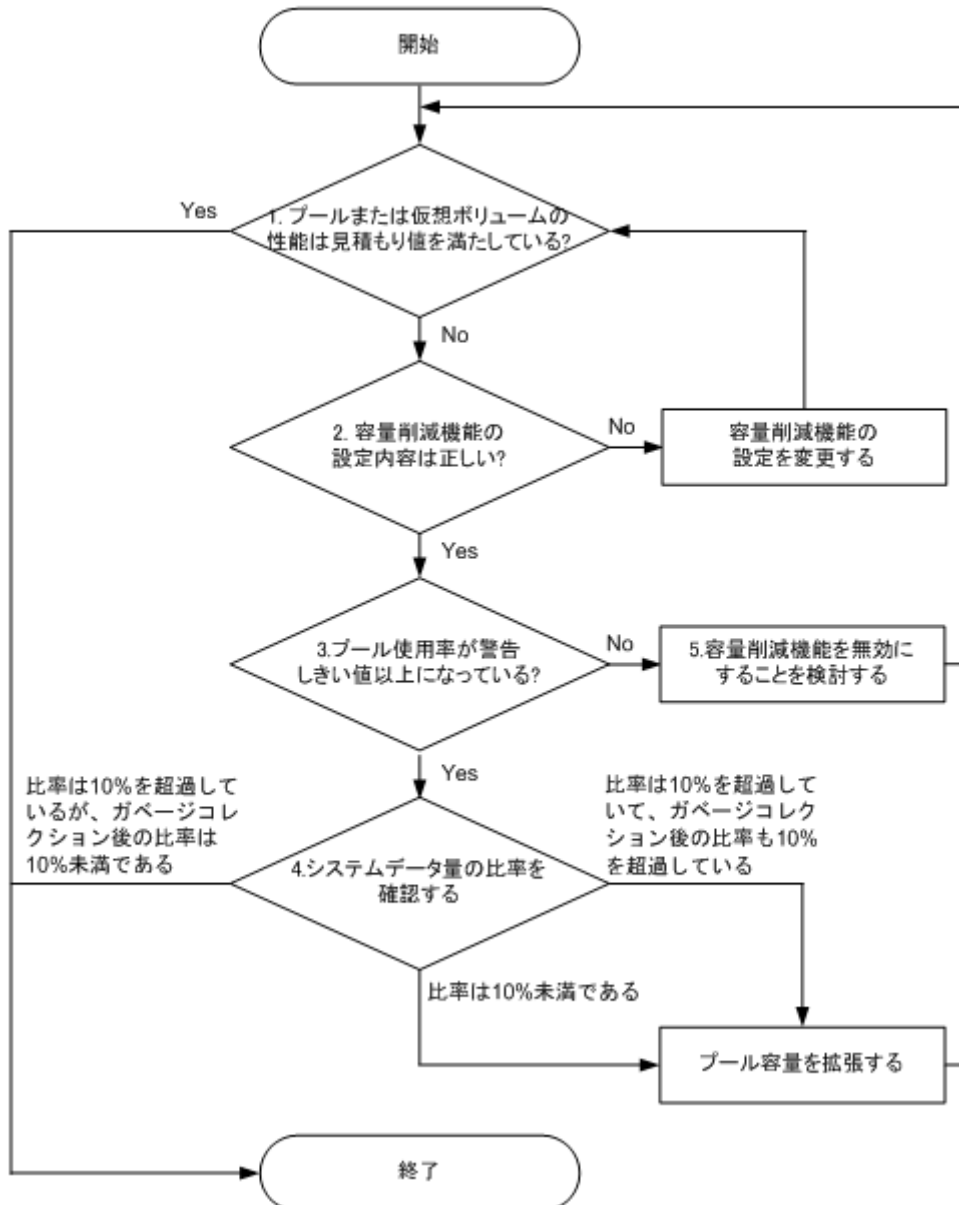 開始
Yes
1. プールまたは仮想ボリュームの
性能は見積もり値を満たしている?
No
2. 容量削減機能の
設定内容は正しい?
No
容量削減機能の
設定を変更する
Yes
3.プール使用率が警告
しきい値以上になっている?
No
5.容量削減機能を無効に
することを検討する
Yes
比率は10%を超過して
いるが、ガベージコレ
クション後の比率は
10%未満である
4.システムデータ量の比率を
確認する
比率は10%を超過して
いて、ガベージコレク
ション後の比率も10%
を超過している
比率は10%未満である
プール容量を拡張する
終了